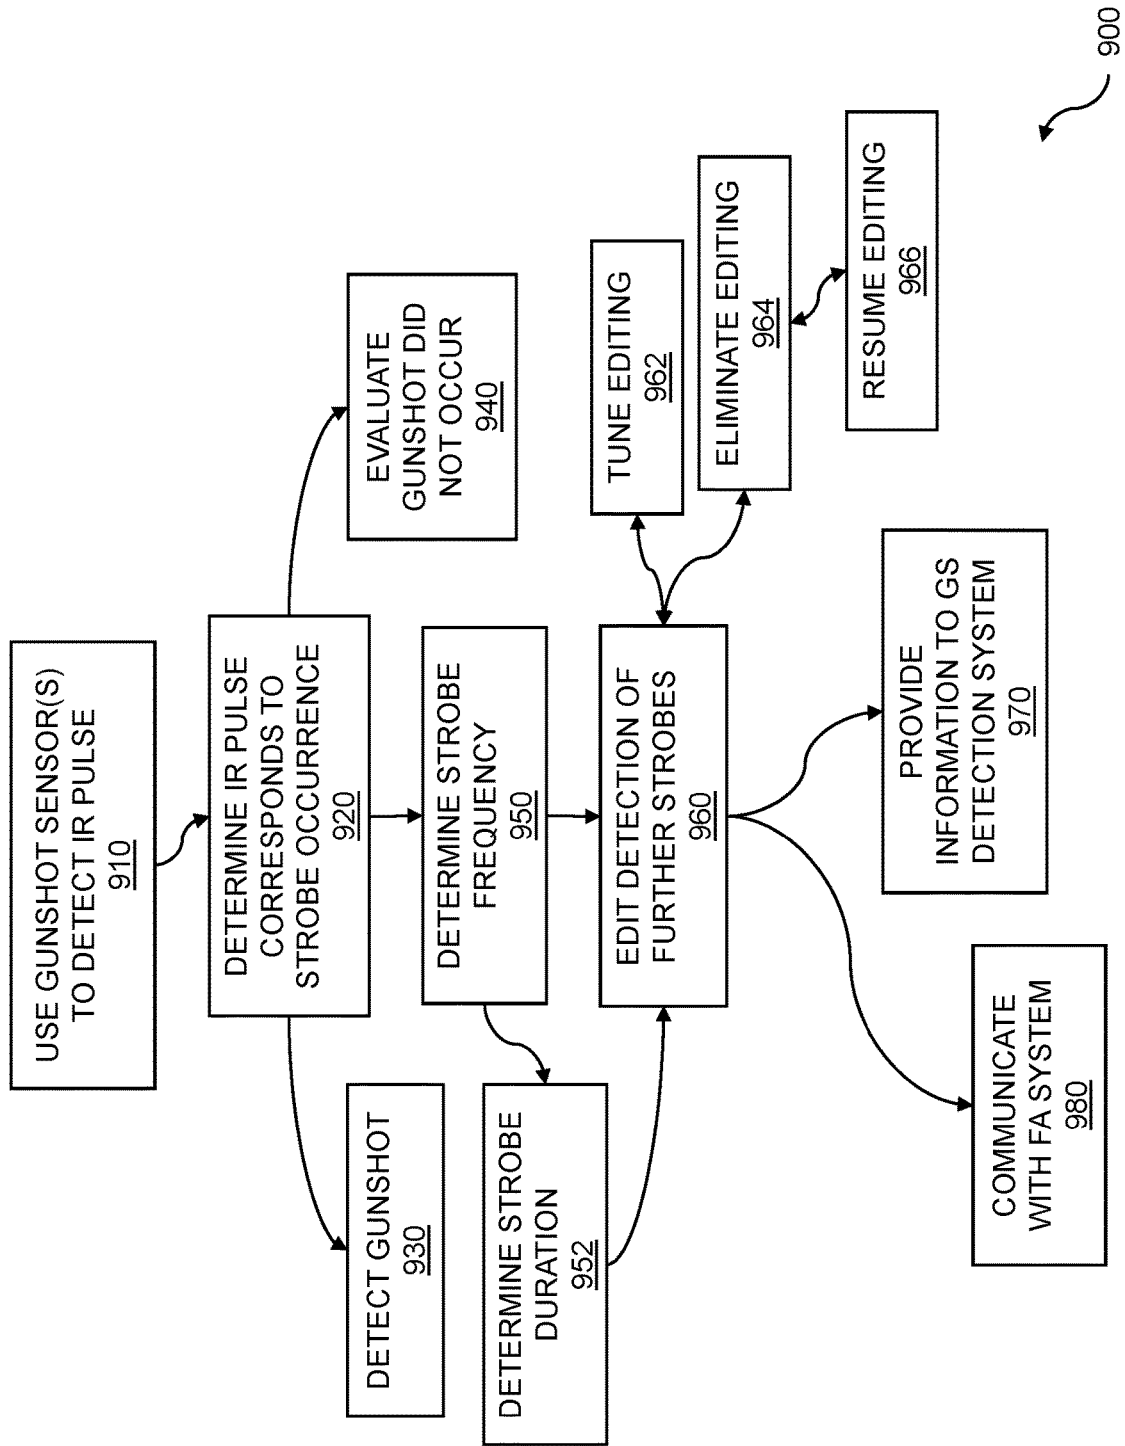 USE GUNSHOT SENSOR(S)
TO DETECT IR PULSE
910
DETERMINE IR PULSE
CORRESPONDS TO
STROBE OCCURRENCE
920
DETECT GUNSHOT
930
EVALUATE
GUNSHOT DID
NOT OCCUR
940
DETERMINE STROBE
FREQUENCY
950
DETERMINE STROBE
DURATION
952
EDIT DETECTION OF
FURTHER STROBES
960
TUNE EDITING
962
ELIMINATE EDITING
964
RESUME EDITING
966
PROVIDE
INFORMATION TO GS
DETECTION SYSTEM
970
COMMUNICATE
WITH FA SYSTEM
980
900